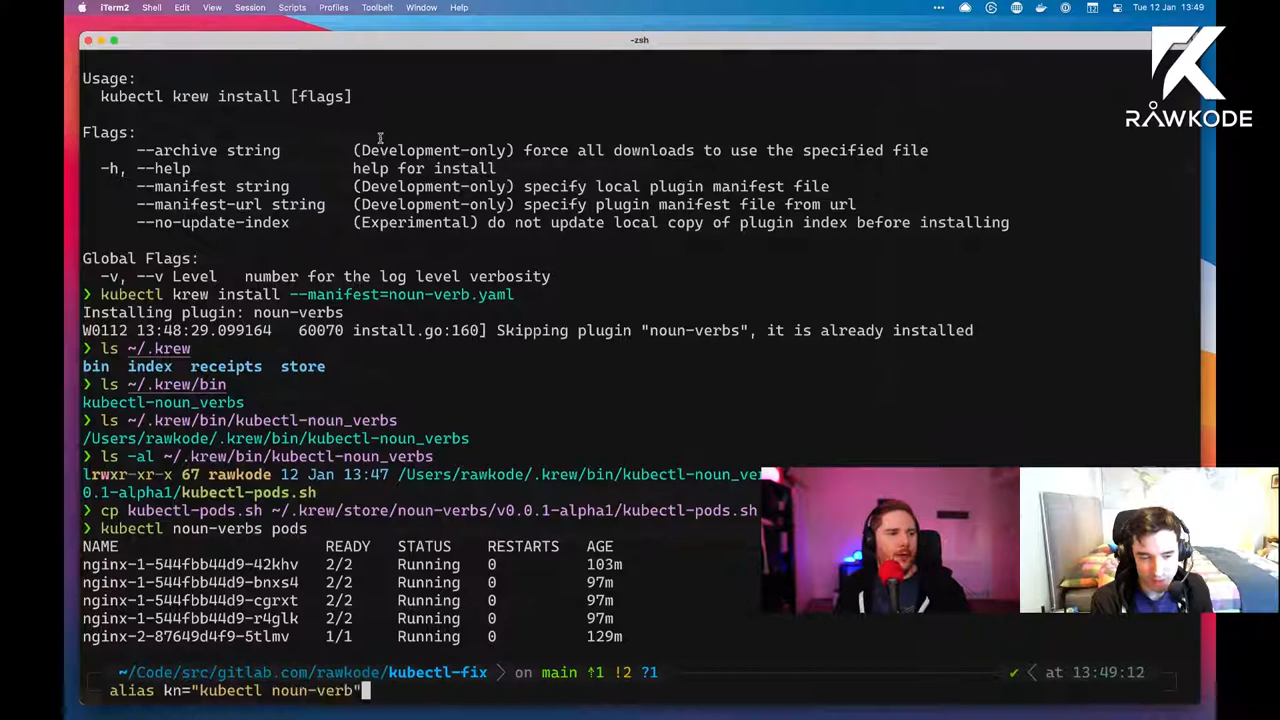 iTerm2 Shell Edit View Session Scripts Profiles Toolbelt Window Help Tue 12 Jan 13:49
-zsh
RAWKODE
Usage:
kubectl krew install [flags]
Flags:
--archive string (Development-only) force all downloads to use the specified file
-h, --help help for install
--manifest string (Development-only) specify local plugin manifest file
--manifest-url string (Development-only) specify plugin manifest file from url
--no-update-index (Experimental) do not update local copy of plugin index before installing
Global Flags:
-v, --v Level number for the log level verbosity
❯ kubectl krew install --manifest=noun-verb.yaml
Installing plugin: noun-verbs
W0112 13:48:29.099164 60070 install.go:160] Skipping plugin "noun-verbs", it is already installed
❯ ls ~/.krew
bin index receipts store
❯ ls ~/.krew/bin
kubectl-noun_verbs
❯ ls ~/.krew/bin/kubectl-noun_verbs
/Users/rawkode/.krew/bin/kubectl-noun_verbs
❯ ls -al ~/.krew/bin/kubectl-noun_verbs
lrwxr-xr-x 67 rawkode 12 Jan 13:47 /Users/rawkode/.krew/bin/kubectl-noun_ve
0.1-alpha1/kubectl-pods.sh
❯ cp kubectl-pods.sh ~/.krew/store/noun-verbs/v0.0.1-alpha1/kubectl-pods.sh
❯ kubectl noun-verbs pods
NAME READY STATUS RESTARTS AGE
nginx-1-544fbb44d9-42khv 2/2 Running 0 103m
nginx-1-544fbb44d9-bnxs4 2/2 Running 0 97m
nginx-1-544fbb44d9-cgrxt 2/2 Running 0 97m
nginx-1-544fbb44d9-r4glk 2/2 Running 0 97m
nginx-2-87649d4f9-5tlmv 1/1 Running 0 129m
~/Code/src/gitlab.com/rawkode/kubectl-fix on main ↑1 !2 ?1 ✔ at 13:49:12
alias kn="kubectl noun-verb"